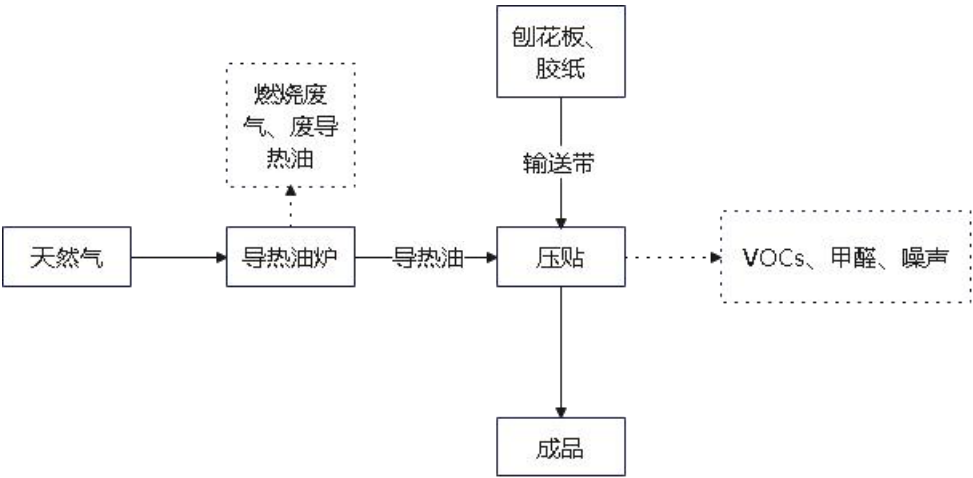 刨花板、
胶纸
燃烧废
气、废导
热油
输送带
天然气
导热油炉
导热油
压贴
VOCs、甲醛、噪声
成品